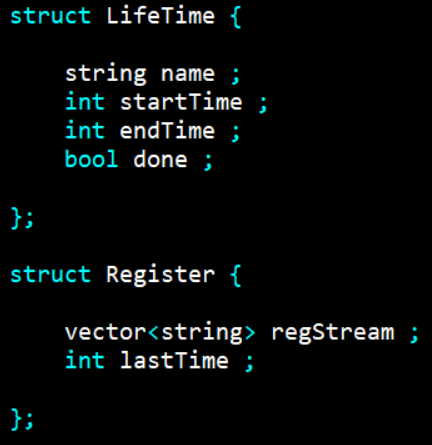 struct LifeTime {
string name ;
int startTime ;
int endTime ;
bool done ;
};
struct Register {
vector<string> regStream ;
int lastTime ;
};